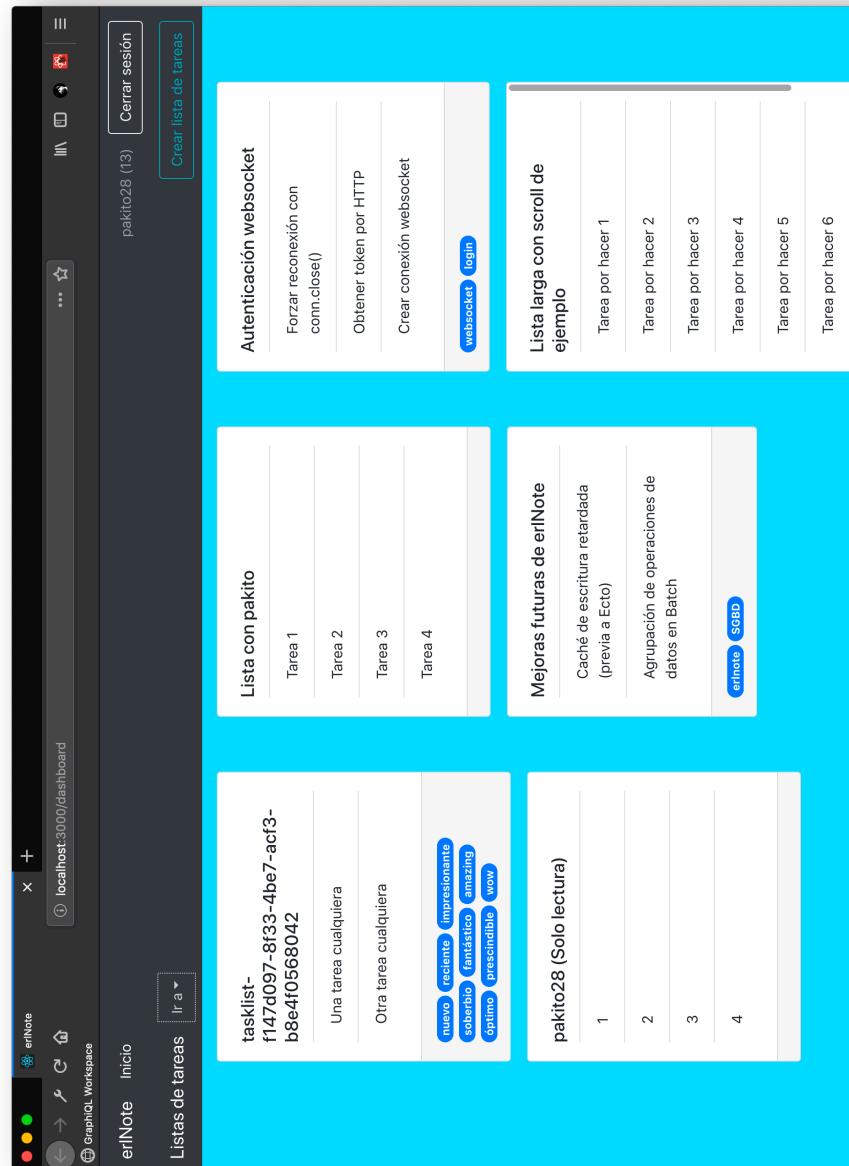 erlNote
localhost:3000/dashboard
GraphiQL Workspace
erlNote Inicio pakito28 (13) Cerrar sesión
Listas de tareas Ir a Crear lista de tareas
tasklist-
f147d097-8f33-4be7-acf3-
b8e4f0568042
Una tarea cualquiera
Otra tarea cualquiera
nuevo reciente impresionante
soberbio fantástico amazing
óptimo prescindible wow
Lista con pakito
Tarea 1
Tarea 2
Tarea 3
Tarea 4
Autenticación websocket
Forzar reconexión con
conn.close()
Obtener token por HTTP
Crear conexión websocket
websocket login
pakito28 (Solo lectura)
1
2
3
4
Mejoras futuras de erlNote
Caché de escritura retardada
(previa a Ecto)
Agrupación de operaciones de
datos en Batch
erlnote SGBD
Lista larga con scroll de
ejemplo
Tarea por hacer 1
Tarea por hacer 2
Tarea por hacer 3
Tarea por hacer 4
Tarea por hacer 5
Tarea por hacer 6